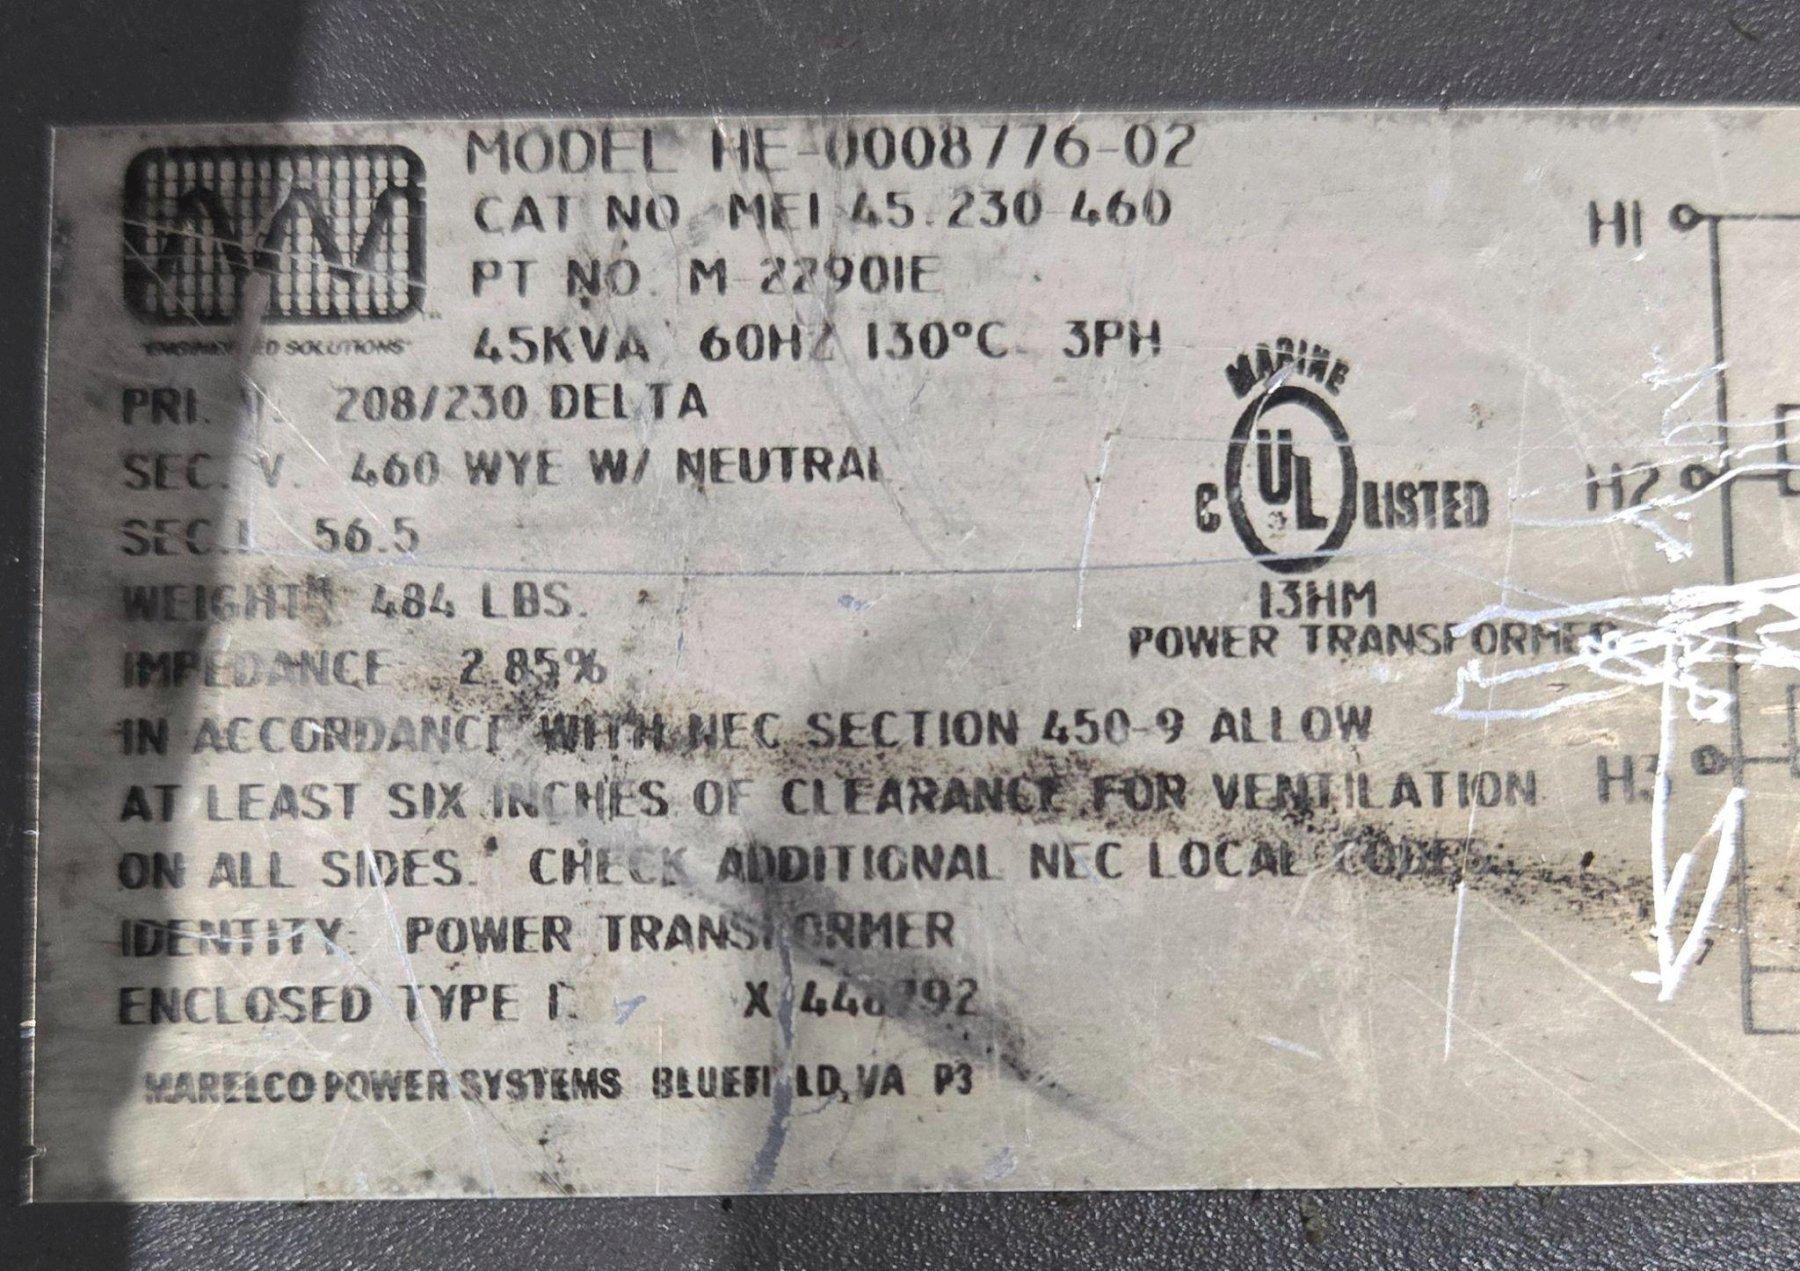 MODEL HE-0008776-02
CAT NO. MEI 45.230-460
PT NO. M-22901E
45KVA 60HZ 130°C 3PH
"ENGINEERED SOLUTIONS"
PRI. V. 208/230 DELTA
SEC. V. 460 WYE W/ NEUTRAL
SEC.I. 56.5
WEIGHT 484 LBS.
IMPEDANCE 2.85%
IN ACCORDANCE WITH NEC SECTION 450-9 ALLOW
AT LEAST SIX INCHES OF CLEARANCE FOR VENTILATION
ON ALL SIDES. CHECK ADDITIONAL NEC LOCAL CODES.
IDENTITY: POWER TRANSFORMER
ENCLOSED TYPE
MARELCO POWER SYSTEMS BLUEFIELD, VA P3
MARINE
C UL LISTED
13HM
POWER TRANSFORMER
H1
H2
H3